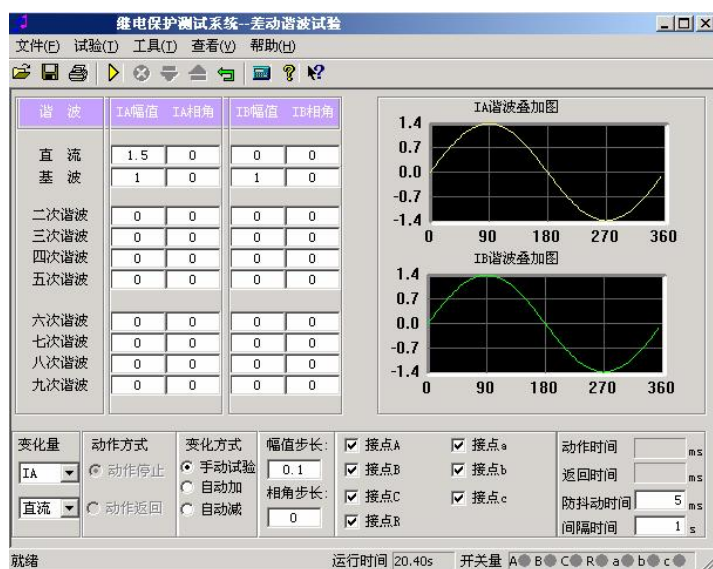 继电保护测试系统--差动谐波试验
文件(F) 试验(T) 工具(I) 查看(V) 帮助(H)
谐 波 IA幅值 IA相角 IB幅值 IB相角
直 流 1.5 0 0 0
基 波 1 0 1 0
二次谐波 0 0 0 0
三次谐波 0 0 0 0
四次谐波 0 0 0 0
五次谐波 0 0 0 0
六次谐波 0 0 0 0
七次谐波 0 0 0 0
八次谐波 0 0 0 0
九次谐波 0 0 0 0
IA谐波叠加图
1.4
0.7
0.0
-0.7
-1.4
0 90 180 270 360
IB谐波叠加图
1.4
0.7
0.0
-0.7
-1.4
0 90 180 270 360
变化量
IA
直流
动作方式
动作停止
动作返回
变化方式
手动试验
自动加
自动减
幅值步长:
0.1
相角步长:
0
接点A 接点a
接点B 接点b
接点C 接点c
接点R
动作时间 ms
返回时间 ms
防抖动时间 5 ms
间隔时间 1 s
就绪 运行时间 20.40s 开关量 A B C R a b c